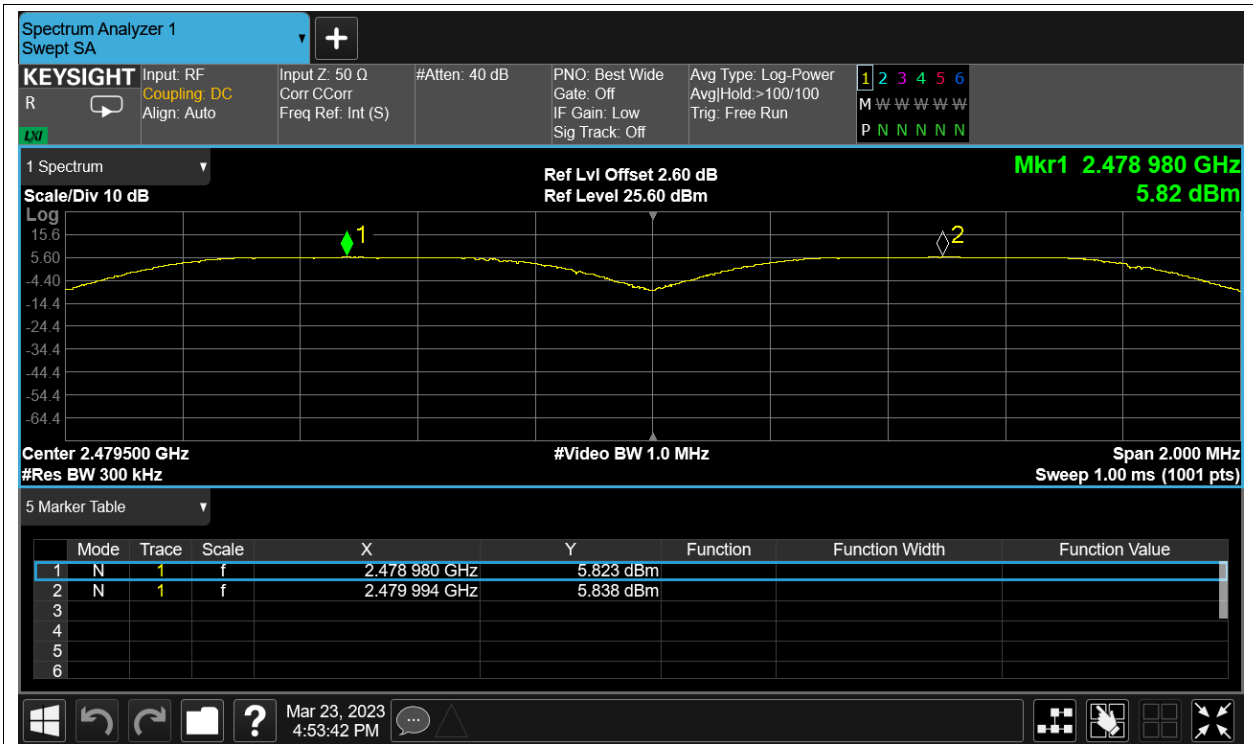 Spectrum Analyzer 1
Swept SA
KEYSIGHT
R
LXI
Input: RF
Coupling: DC
Align: Auto
Input Z: 50 Ω
Corr CCorr
Freq Ref: Int (S)
#Atten: 40 dB
PNO: Best Wide
Gate: Off
IF Gain: Low
Sig Track: Off
Avg Type: Log-Power
Avg|Hold:>100/100
Trig: Free Run
1 2 3 4 5 6
M W W W W W
P N N N N N
1 Spectrum
Scale/Div 10 dB
Ref Lvl Offset 2.60 dB
Ref Level 25.60 dBm
Mkr1 2.478 980 GHz
5.82 dBm
Log
15.6
5.60
-4.40
-14.4
-24.4
-34.4
-44.4
-54.4
-64.4
1
2
Center 2.479500 GHz
#Res BW 300 kHz
#Video BW 1.0 MHz
Span 2.000 MHz
Sweep 1.00 ms (1001 pts)
5 Marker Table
Mode Trace Scale X Y Function Function Width Function Value
1 N 1 f 2.478 980 GHz 5.823 dBm
2 N 1 f 2.479 994 GHz 5.838 dBm
3
4
5
6
?
Mar 23, 2023
4:53:42 PM